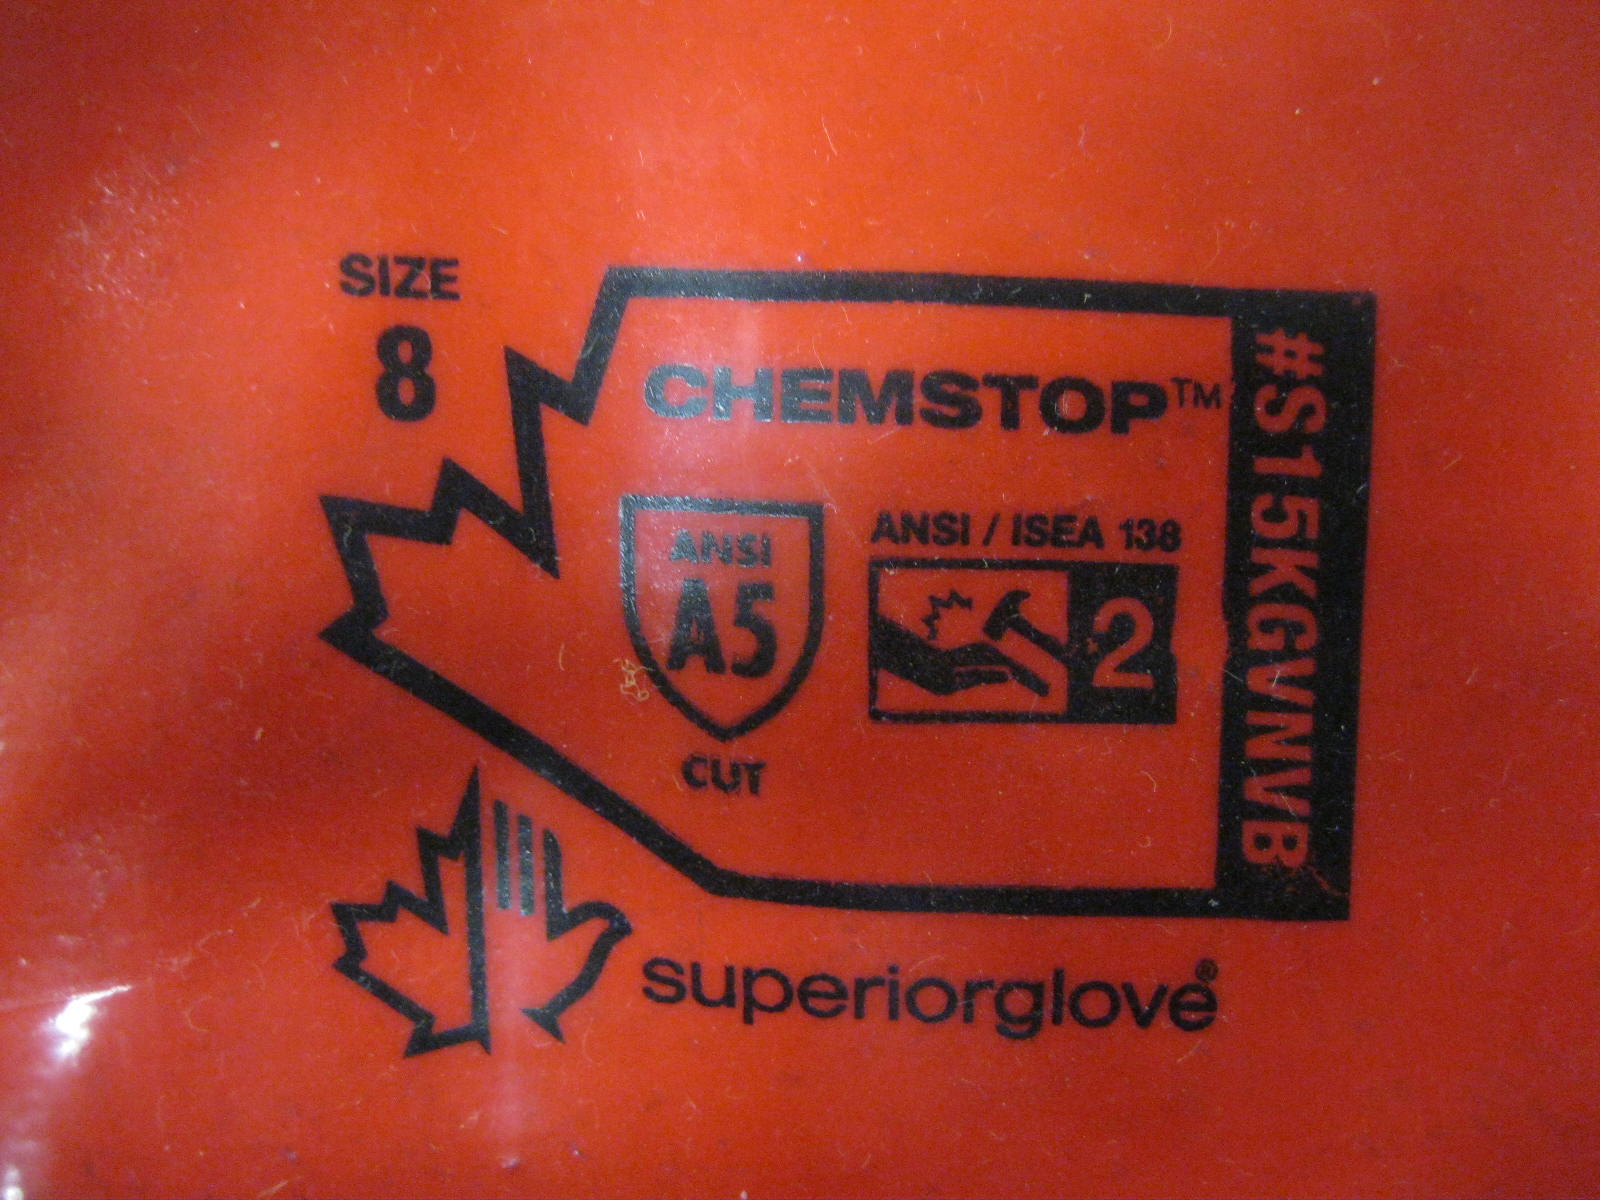 SIZE
8
CHEMSTOP™
ANSI
A5
CUT
ANSI / ISEA 138
2
#S15KGVNVB
superiorglove®